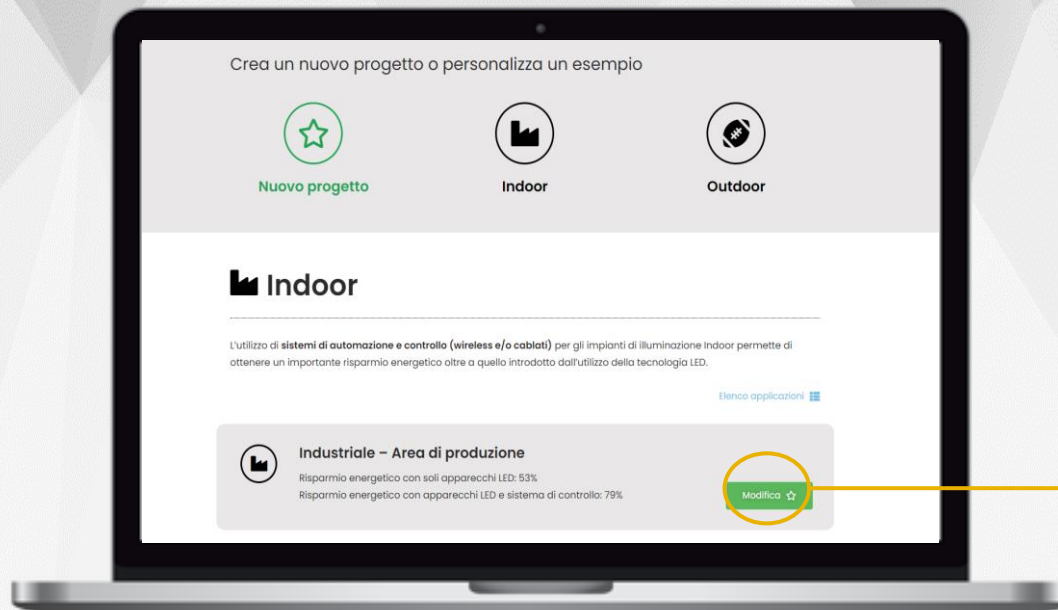 Crea un nuovo progetto o personalizza un esempio
Nuovo progetto
Indoor
Outdoor
Indoor
L'utilizzo di sistemi di automazione e controllo (wireless e/o cablati) per gli impianti di illuminazione Indoor permette di
ottenere un importante risparmio energetico oltre a quello introdotto dall'utilizzo della tecnologia LED.
Elenco applicazioni
Industriale – Area di produzione
Risparmio energetico con soli apparecchi LED: 53%
Risparmio energetico con apparecchi LED e sistema di controllo: 79%
Modifica